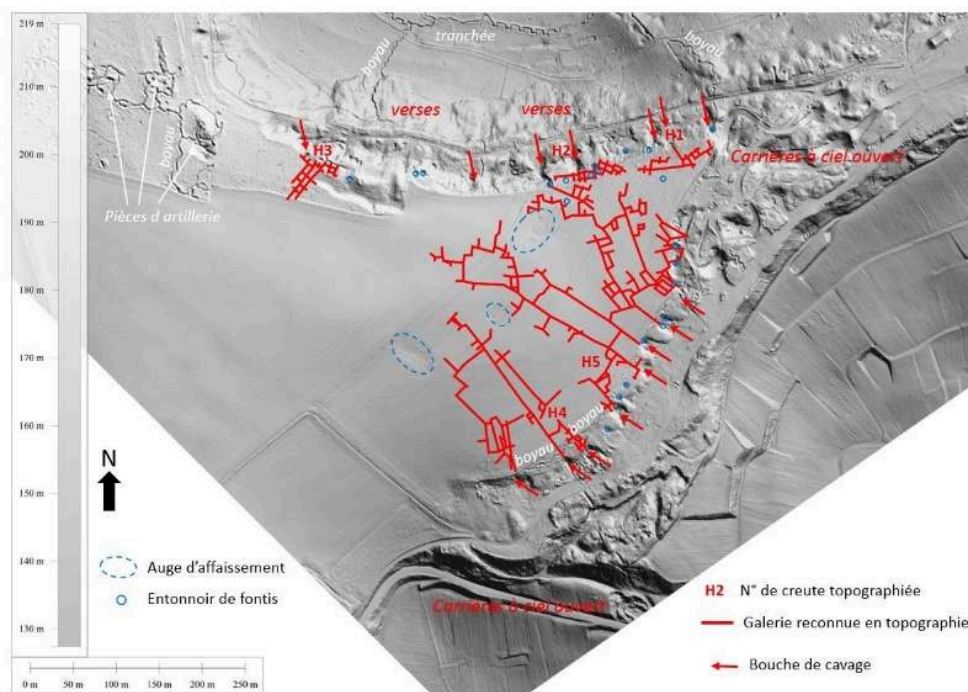 219 m
210 m
200 m
190 m
180 m
170 m
160 m
150 m
140 m
130 m
boyau
tranchée
boyau
verses
verses
boyau
Pièces d artillerie
H3
H2
H1
Carrières à ciel ouvert
H5
H4
boyau
boyau
N
Auge d'affaissement
Entonnoir de fontis
Carrières à ciel ouvert
H2 N° de creute topographiée
Galerie reconnue en topographie
Bouche de cavage
0 m 50 m 100 m 150 m 200 m 250 m